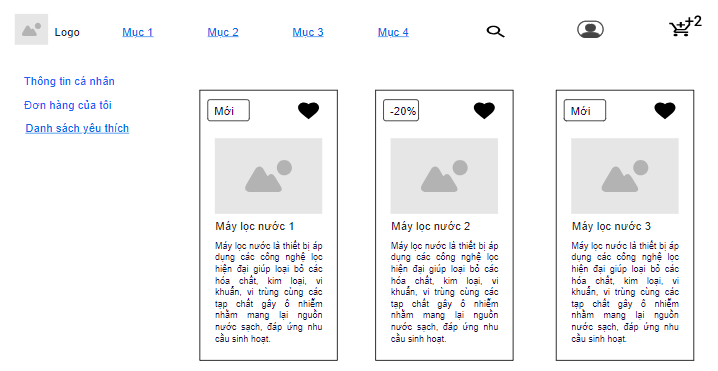 Logo
Mục 1
Mục 2
Mục 3
Mục 4
+2
Thông tin cá nhân
Đơn hàng của tôi
Danh sách yêu thích
Mới
Máy lọc nước 1
Máy lọc nước là thiết bị áp
dụng các công nghệ lọc
hiện đại giúp loại bỏ các
hóa chất, kim loại, vi
khuẩn, vi trùng cùng các
tạp chất gây ô nhiễm
nhằm mang lại nguồn
nước sạch, đáp ứng nhu
cầu sinh hoạt.
-20%
Máy lọc nước 2
Máy lọc nước là thiết bị áp
dụng các công nghệ lọc
hiện đại giúp loại bỏ các
hóa chất, kim loại, vi
khuẩn, vi trùng cùng các
tạp chất gây ô nhiễm
nhằm mang lại nguồn
nước sạch, đáp ứng nhu
cầu sinh hoạt.
Mới
Máy lọc nước 3
Máy lọc nước là thiết bị áp
dụng các công nghệ lọc
hiện đại giúp loại bỏ các
hóa chất, kim loại, vi
khuẩn, vi trùng cùng các
tạp chất gây ô nhiễm
nhằm mang lại nguồn
nước sạch, đáp ứng nhu
cầu sinh hoạt.